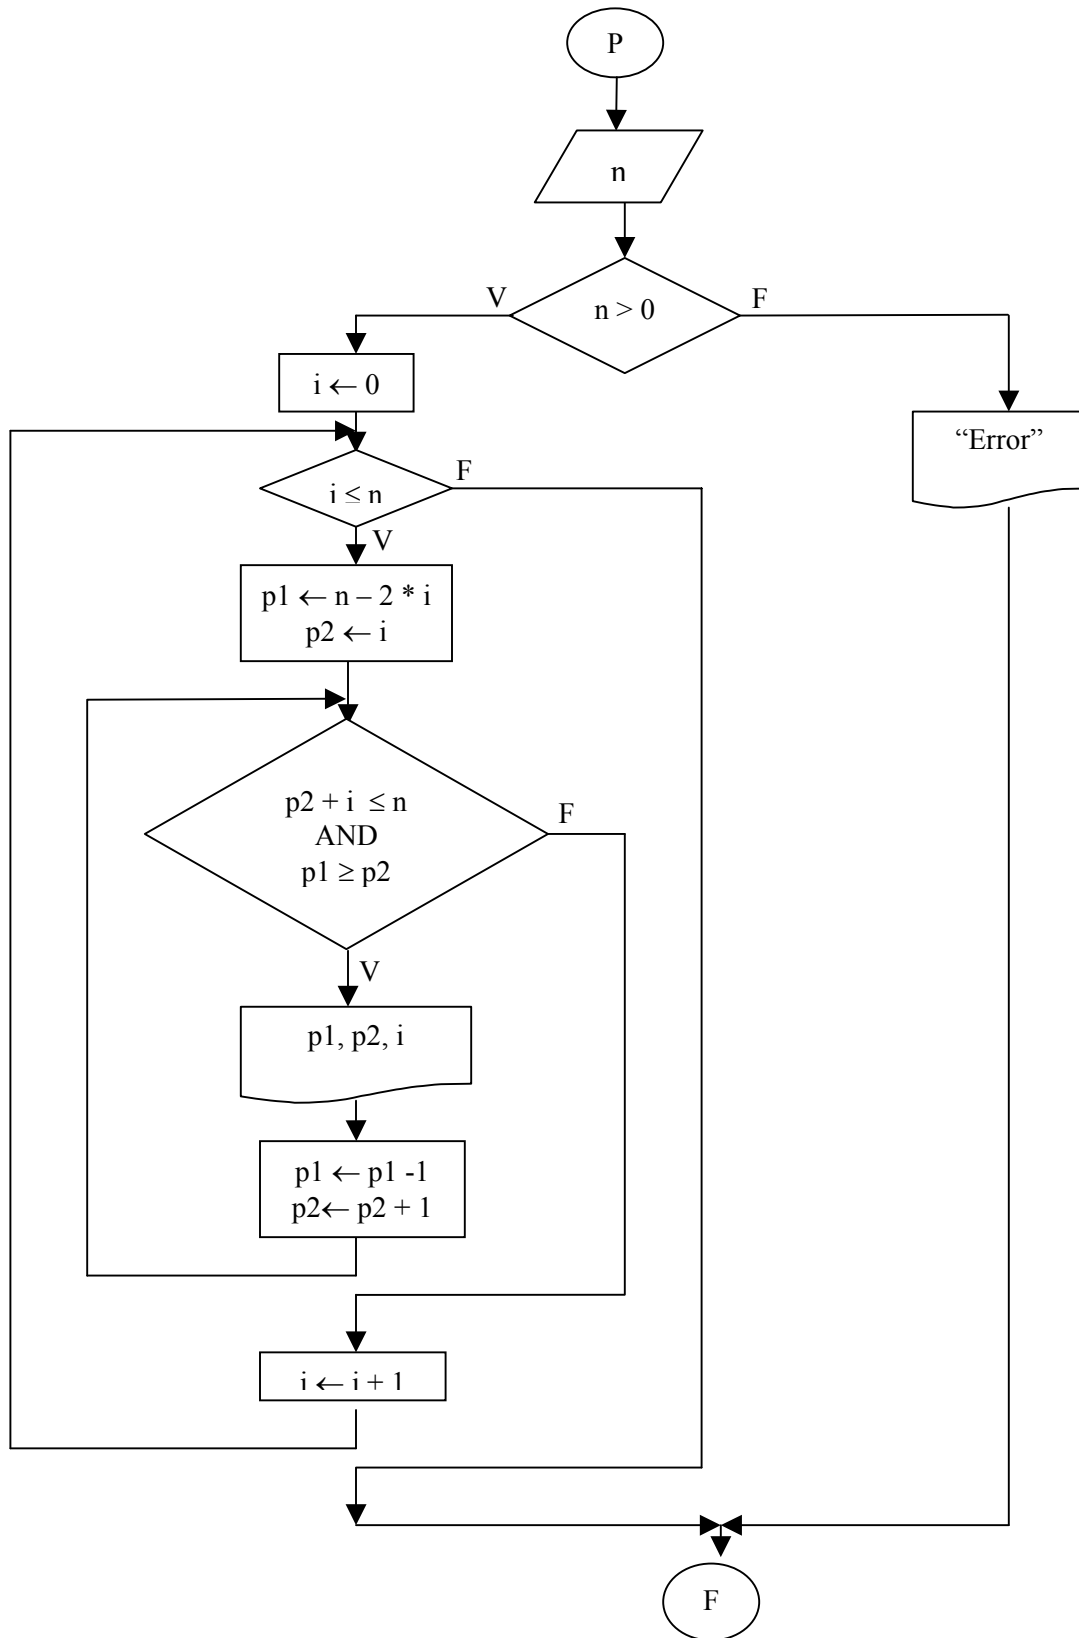 P
n
n > 0
V
F
i ← 0
“Error”
i ≤ n
F
V
p1 ← n – 2 * i
p2 ← i
p2 + i ≤ n
AND
p1 ≥ p2
F
V
p1, p2, i
p1 ← p1 -1
p2← p2 + 1
i ← i + 1
F